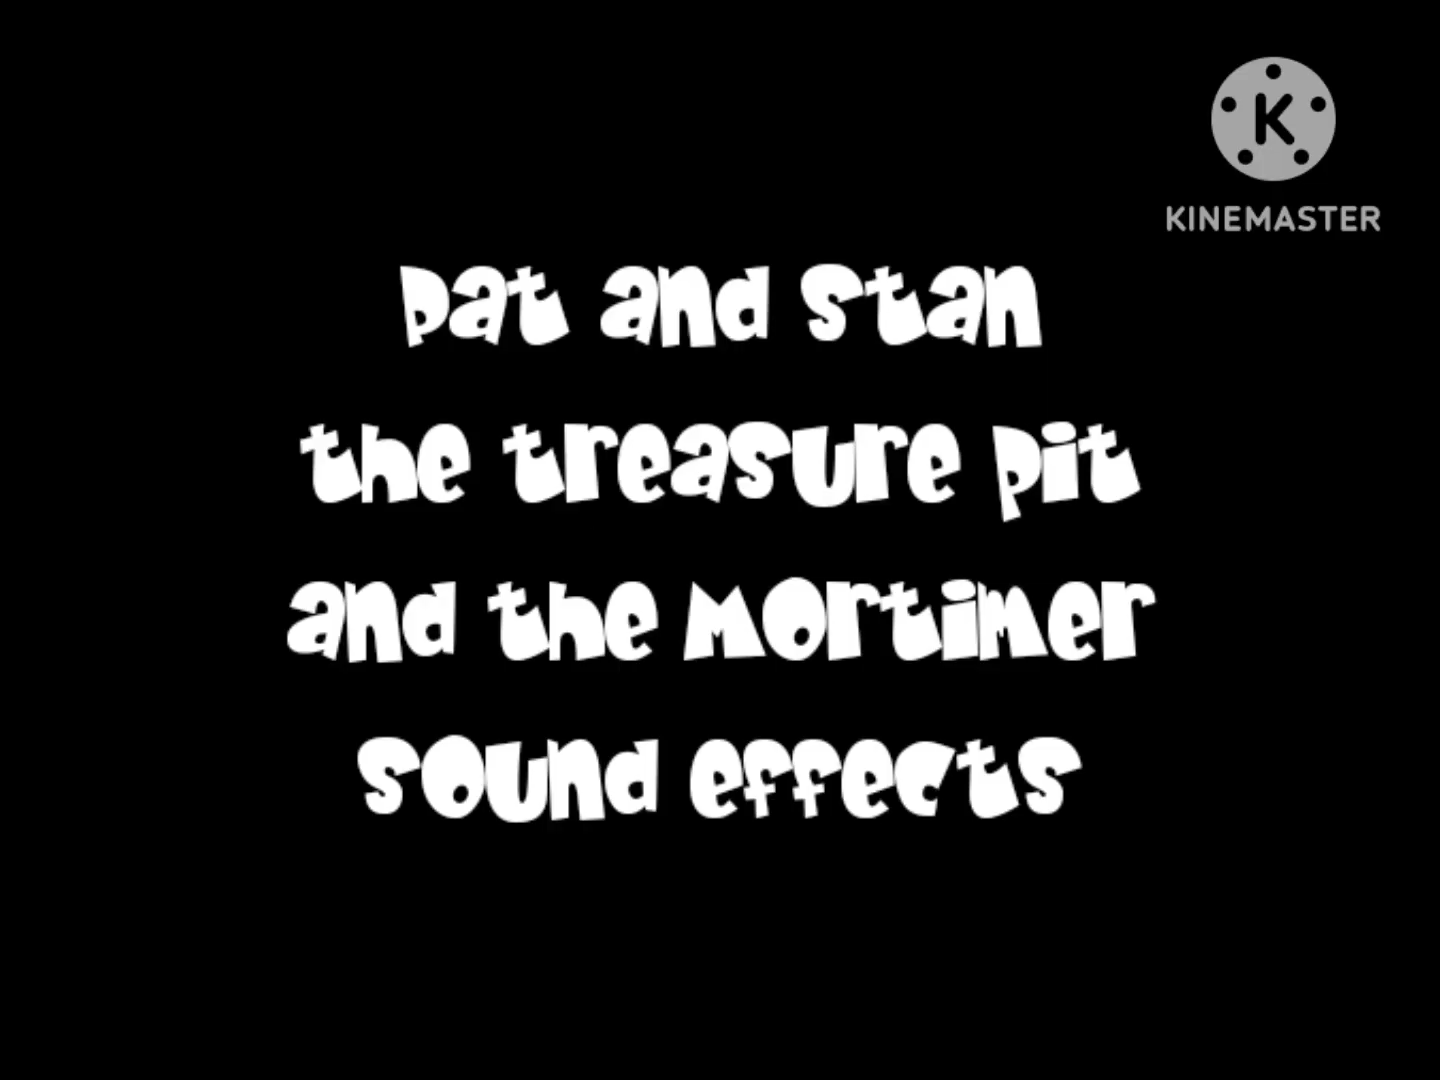 K
KINEMASTER
Pat and Stan
the treasure pit
and the Mortimer
sound effects